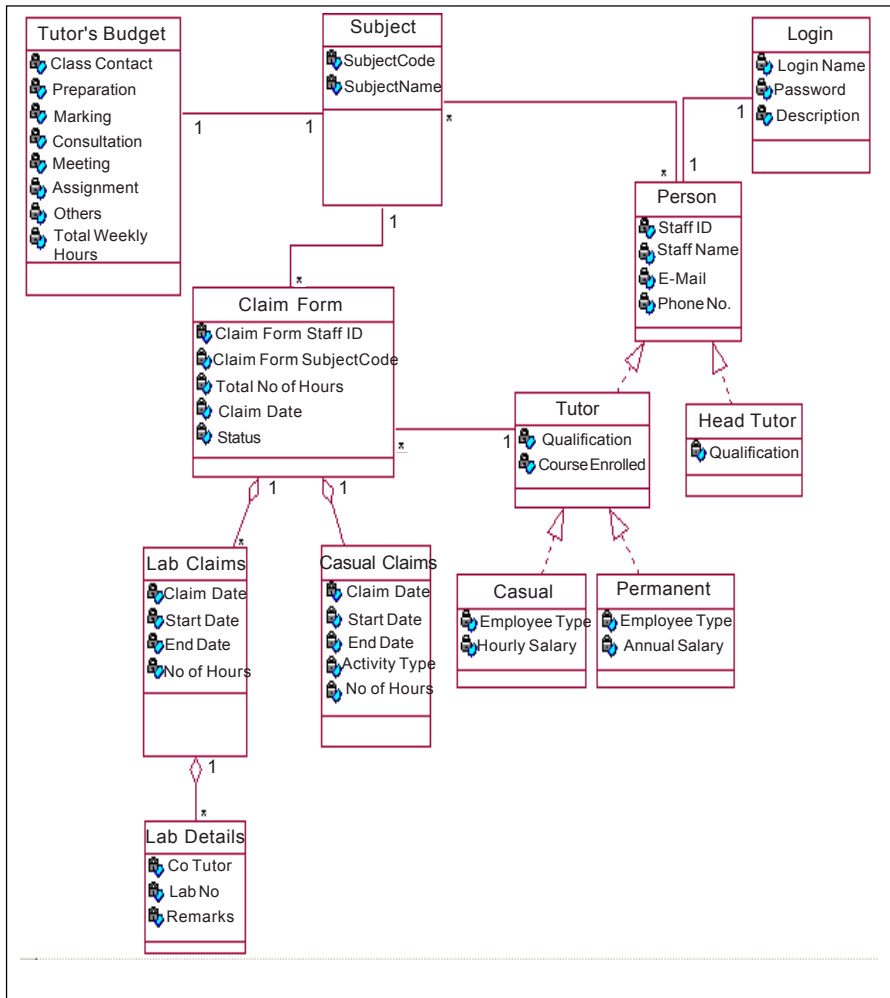 Tutor's Budget
Class Contact
Preparation
Marking
Consultation
Meeting
Assignment
Others
Total Weekly
Hours
1
1
Subject
SubjectCode
SubjectName
*
*
1
1
Login
Login Name
Password
Description
Person
Staff ID
Staff Name
E-Mail
Phone No.
1
*
Claim Form
Claim Form Staff ID
Claim Form SubjectCode
Total No of Hours
Claim Date
Status
*
1
Tutor
Qualification
Course Enrolled
Head Tutor
Qualification
1
1
*
Lab Claims
Claim Date
Start Date
End Date
No of Hours
Casual Claims
Claim Date
Start Date
End Date
Activity Type
No of Hours
Casual
Employee Type
Hourly Salary
Permanent
Employee Type
Annual Salary
1
*
Lab Details
Co Tutor
Lab No
Remarks